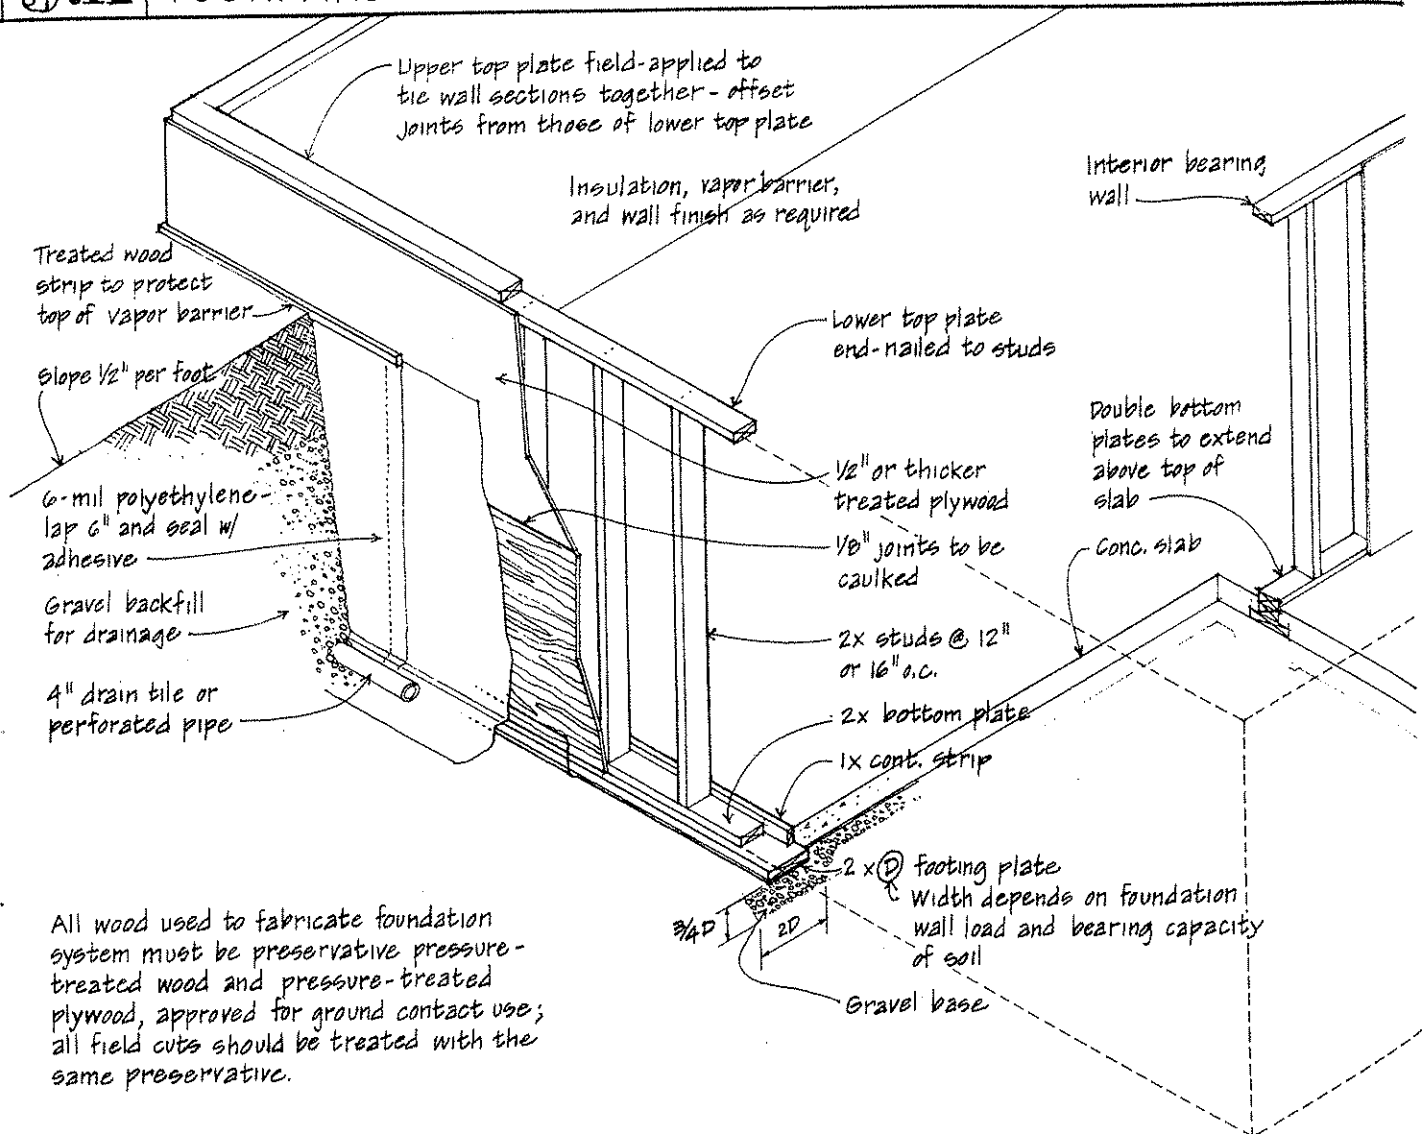 Upper top plate field-applied to
tie wall sections together - offset
joints from those of lower top plate
Insulation, vapor barrier,
and wall finish as required
Interior bearing
wall
Treated wood
strip to protect
top of vapor barrier
Slope 1/2" per foot
Lower top plate
end-nailed to studs
Double bottom
plates to extend
above top of
slab
6-mil polyethylene -
lap 6" and seal w/
adhesive
1/2" or thicker
treated plywood
1/8" joints to be
caulked
Conc. slab
Gravel backfill
for drainage
2x studs @ 12"
or 16" o.c.
4" drain tile or
perforated pipe
2x bottom plate
1x cont. strip
2 x D footing plate
Width depends on foundation
wall load and bearing capacity
of soil
3/4D
2D
Gravel base
All wood used to fabricate foundation
system must be preservative pressure-
treated wood and pressure-treated
plywood, approved for ground contact use;
all field cuts should be treated with the
same preservative.